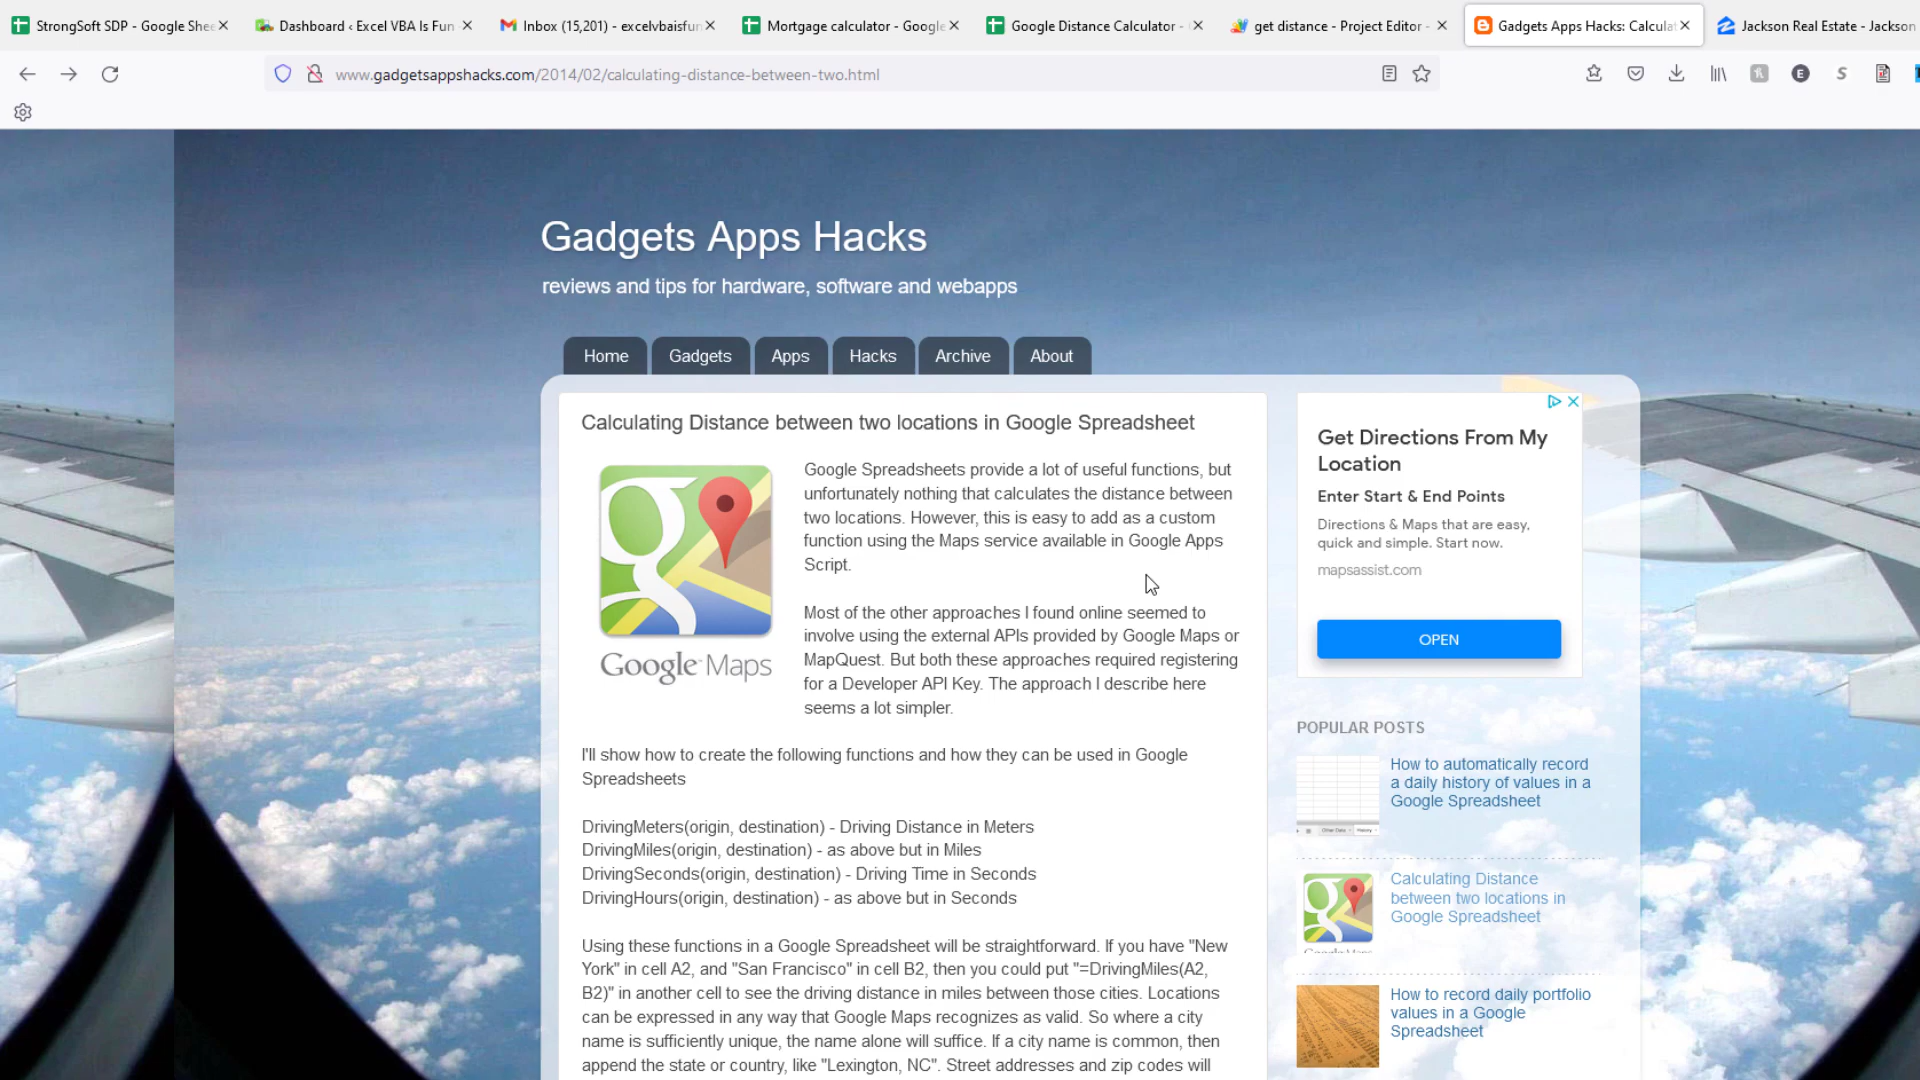 StrongSoft SDP - Google Shee
Dashboard ‹ Excel VBA Is Fun
Inbox (15,201) - excelvbaisfun
Mortgage calculator - Google
Google Distance Calculator -
get distance - Project Editor -
Gadgets Apps Hacks: Calculat
Jackson Real Estate - Jackson
www.gadgetsappshacks.com/2014/02/calculating-distance-between-two.html
Gadgets Apps Hacks
reviews and tips for hardware, software and webapps
Home
Gadgets
Apps
Hacks
Archive
About
Calculating Distance between two locations in Google Spreadsheet
Google Maps
Google Spreadsheets provide a lot of useful functions, but
unfortunately nothing that calculates the distance between
two locations. However, this is easy to add as a custom
function using the Maps service available in Google Apps
Script.
Most of the other approaches I found online seemed to
involve using the external APIs provided by Google Maps or
MapQuest. But both these approaches required registering
for a Developer API Key. The approach I describe here
seems a lot simpler.
I'll show how to create the following functions and how they can be used in Google
Spreadsheets
DrivingMeters(origin, destination) - Driving Distance in Meters
DrivingMiles(origin, destination) - as above but in Miles
DrivingSeconds(origin, destination) - Driving Time in Seconds
DrivingHours(origin, destination) - as above but in Seconds
Using these functions in a Google Spreadsheet will be straightforward. If you have "New
York" in cell A2, and "San Francisco" in cell B2, then you could put "=DrivingMiles(A2,
B2)" in another cell to see the driving distance in miles between those cities. Locations
can be expressed in any way that Google Maps recognizes as valid. So where a city
name is sufficiently unique, the name alone will suffice. If a city name is common, then
append the state or country, like "Lexington, NC". Street addresses and zip codes will
Get Directions From My
Location
Enter Start & End Points
Directions & Maps that are easy,
quick and simple. Start now.
mapsassist.com
OPEN
POPULAR POSTS
How to automatically record
a daily history of values in a
Google Spreadsheet
Calculating Distance
between two locations in
Google Spreadsheet
How to record daily portfolio
values in a Google
Spreadsheet